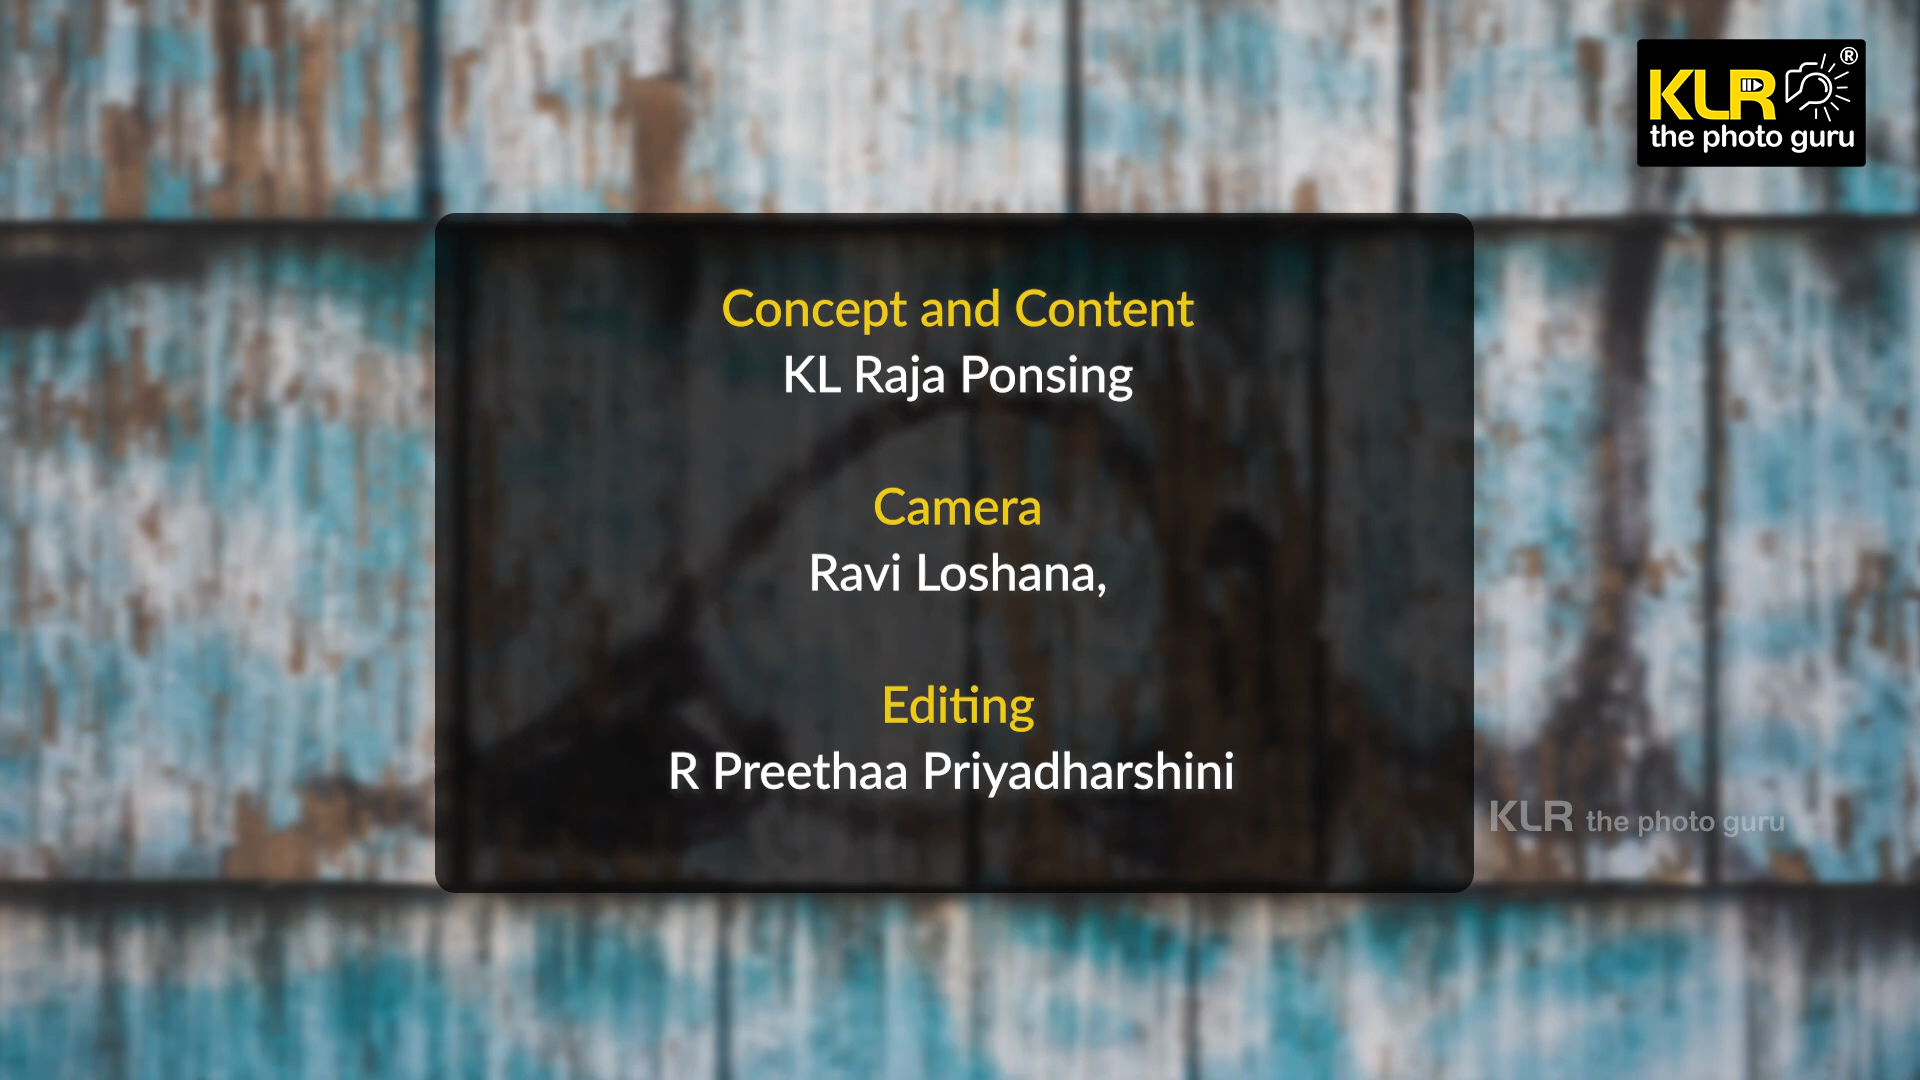 KLR ®
the photo guru
Concept and Content
KL Raja Ponsing
Camera
Ravi Loshana,
Editing
R Preethaa Priyadharshini
KLR the photo guru